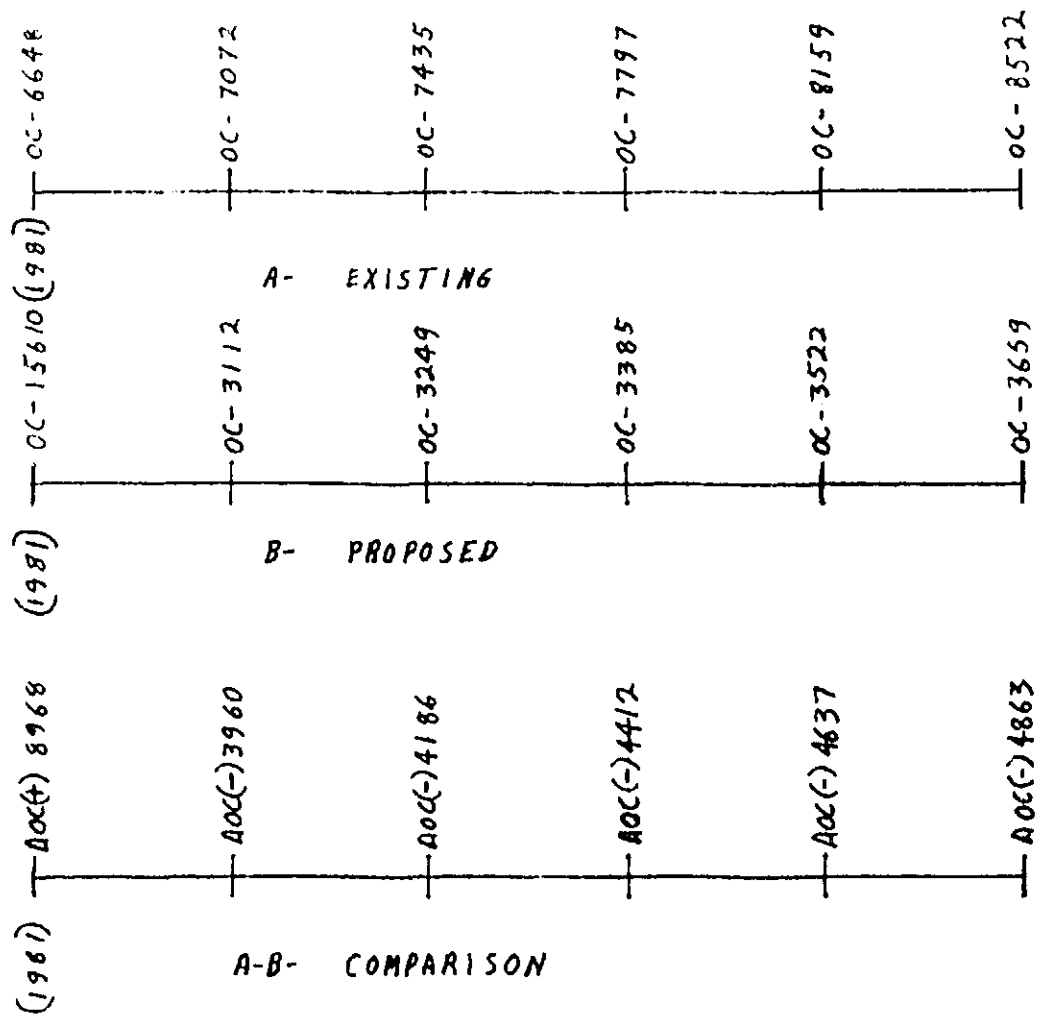 (1981)
OC-7072
OC-7435
OC-7797
OC-8159
OC-8522
A- EXISTING
(1981) OC-15610
OC-3112
OC-3249
OC-3385
OC-3522
OC-3659
B- PROPOSED
(1981) ΔOC(+) 8968
ΔOC(-) 3960
ΔOC(-) 4186
ΔOC(-) 4412
ΔOC(-) 4637
ΔOC(-) 4863
A-B- COMPARISON